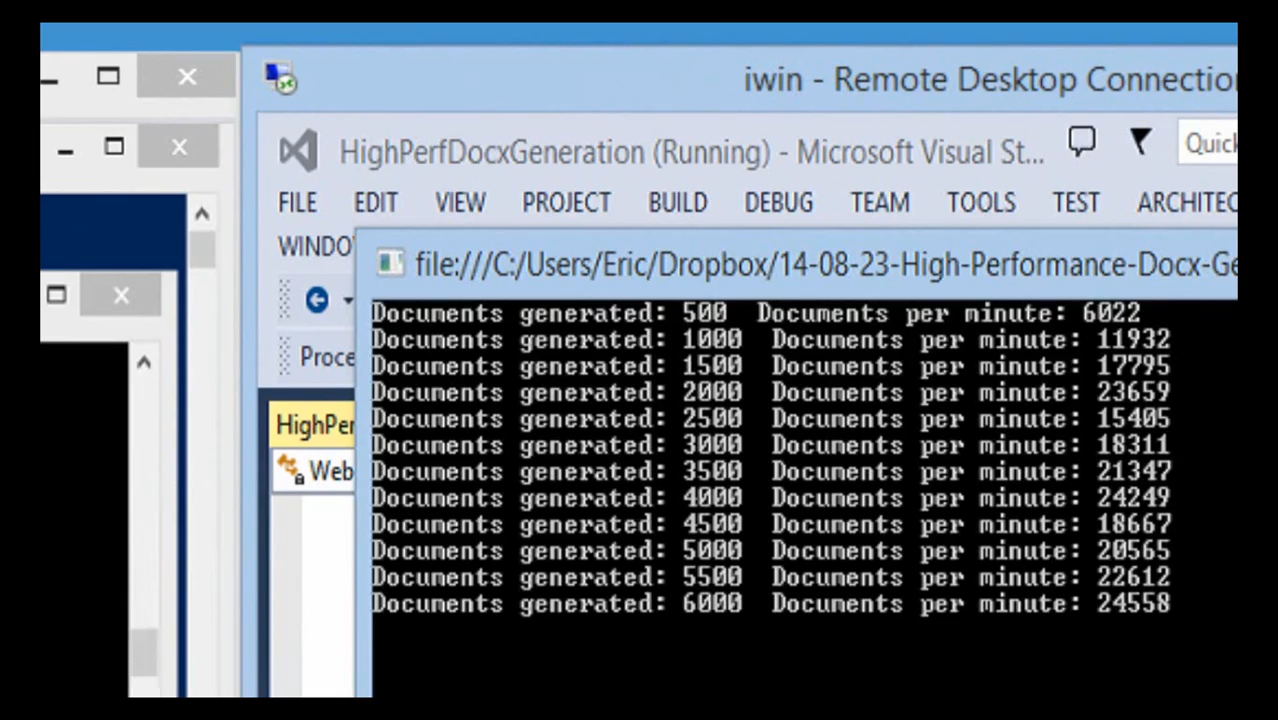 iwin - Remote Desktop Connectio
HighPerfDocxGeneration (Running) - Microsoft Visual St...
Quick
FILE EDIT VIEW PROJECT BUILD DEBUG TEAM TOOLS TEST ARCHITEC
WINDO
file:///C:/Users/Eric/Dropbox/14-08-23-High-Performance-Docx-Ge
Proce
HighPer
Web
Documents generated: 500 Documents per minute: 6022
Documents generated: 1000 Documents per minute: 11932
Documents generated: 1500 Documents per minute: 17795
Documents generated: 2000 Documents per minute: 23659
Documents generated: 2500 Documents per minute: 15405
Documents generated: 3000 Documents per minute: 18311
Documents generated: 3500 Documents per minute: 21347
Documents generated: 4000 Documents per minute: 24249
Documents generated: 4500 Documents per minute: 18667
Documents generated: 5000 Documents per minute: 20565
Documents generated: 5500 Documents per minute: 22612
Documents generated: 6000 Documents per minute: 24558